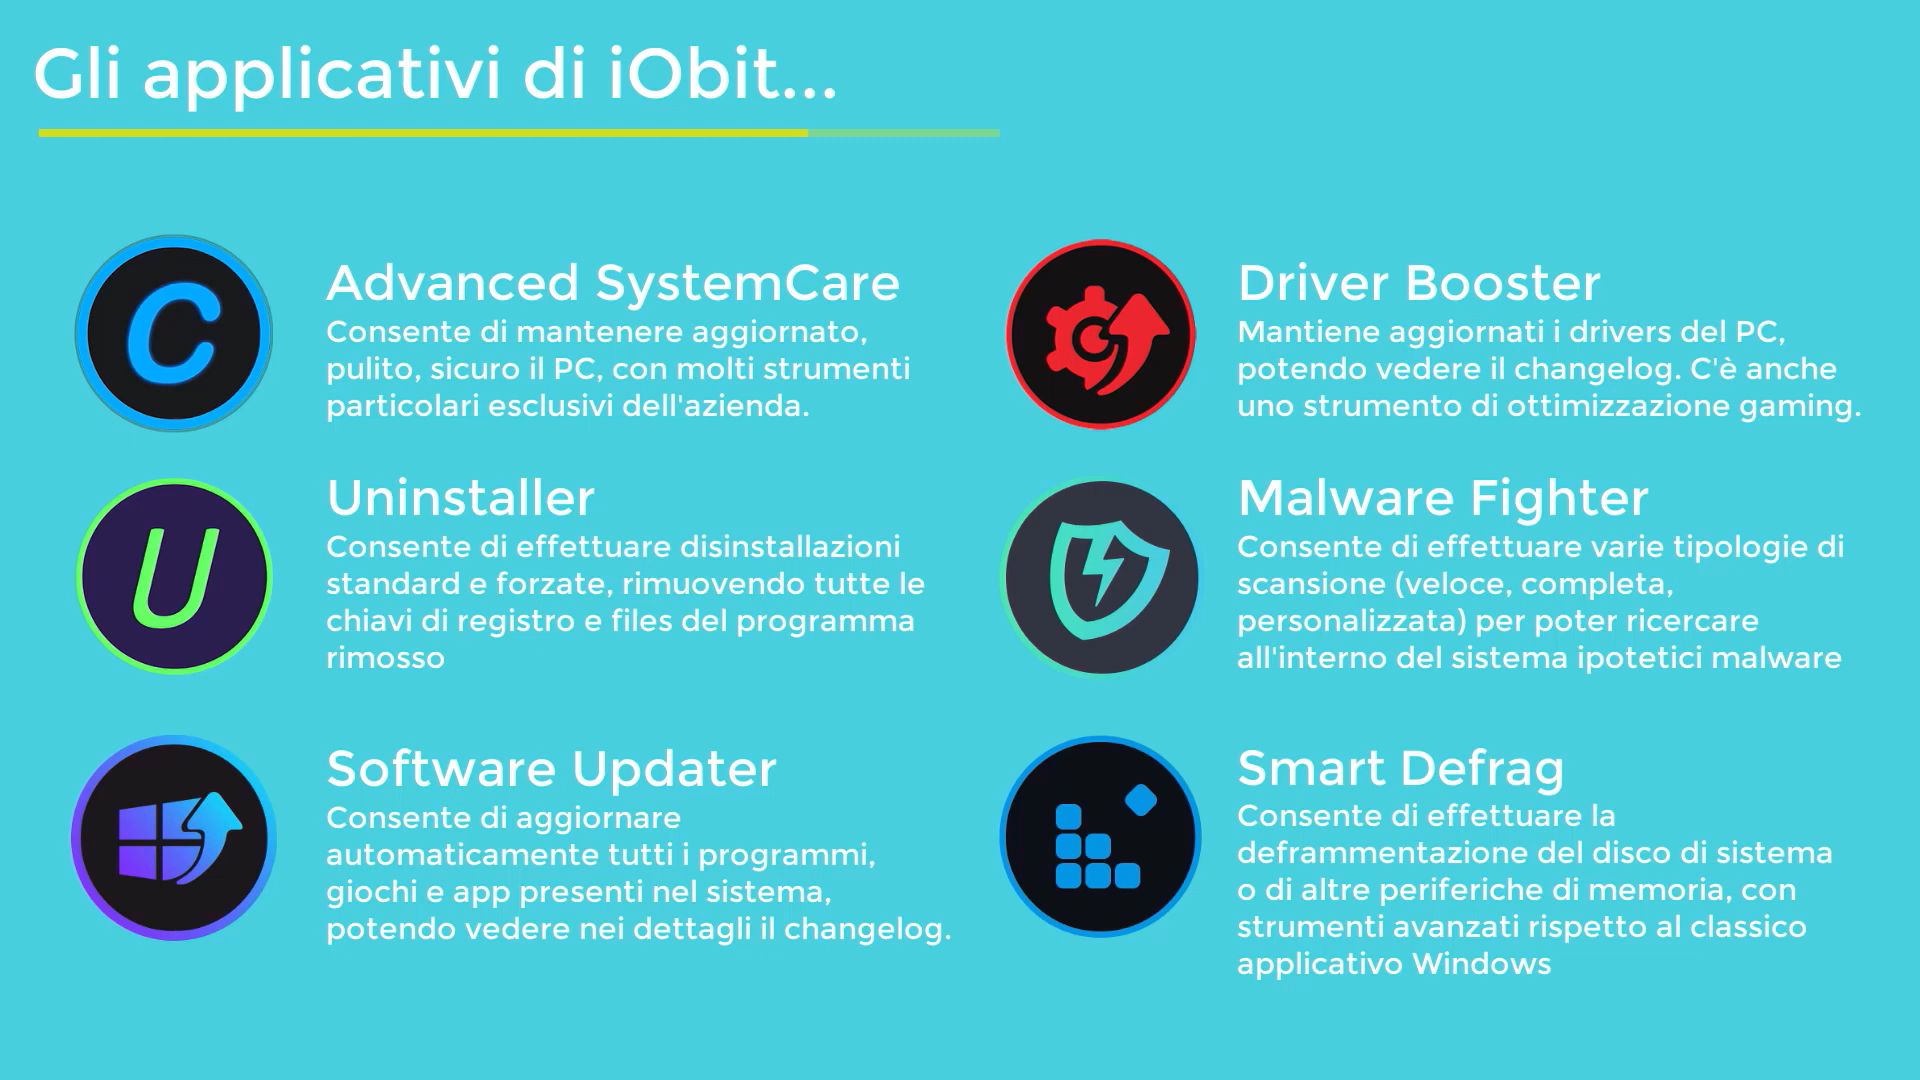 Gli applicativi di iObit...
Advanced SystemCare
Consente di mantenere aggiornato,
pulito, sicuro il PC, con molti strumenti
particolari esclusivi dell'azienda.
Driver Booster
Mantiene aggiornati i drivers del PC,
potendo vedere il changelog. C'è anche
uno strumento di ottimizzazione gaming.
Uninstaller
Consente di effettuare disinstallazioni
standard e forzate, rimuovendo tutte le
chiavi di registro e files del programma
rimosso
Malware Fighter
Consente di effettuare varie tipologie di
scansione (veloce, completa,
personalizzata) per poter ricercare
all'interno del sistema ipotetici malware
Software Updater
Consente di aggiornare
automaticamente tutti i programmi,
giochi e app presenti nel sistema,
potendo vedere nei dettagli il changelog.
Smart Defrag
Consente di effettuare la
deframmentazione del disco di sistema
o di altre periferiche di memoria, con
strumenti avanzati rispetto al classico
applicativo Windows